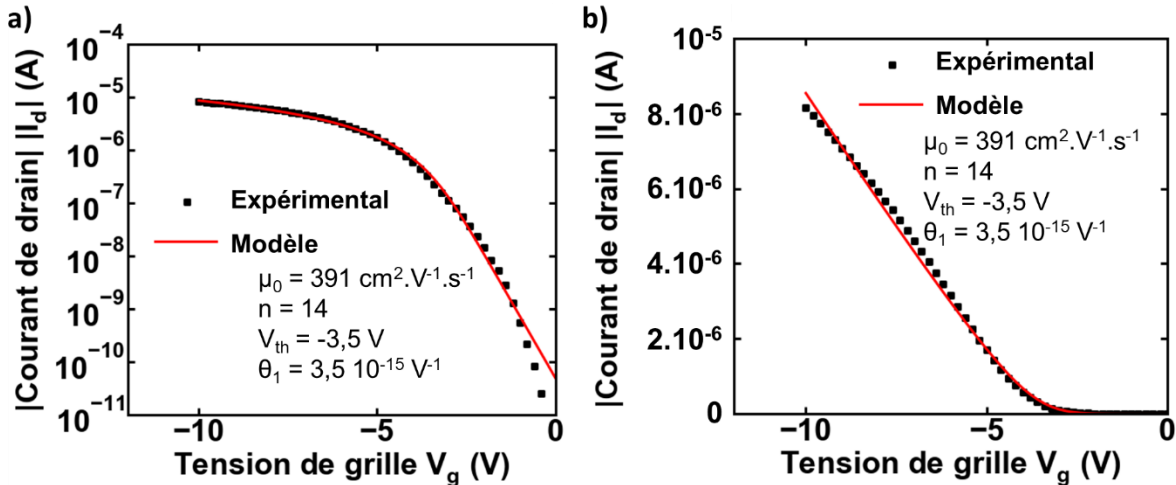 a)
|Courant de drain| |I_d| (A)
10⁻⁴
10⁻⁵
10⁻⁶
10⁻⁷
10⁻⁸
10⁻⁹
10⁻¹⁰
10⁻¹¹
Expérimental
Modèle
μ₀ = 391 cm².V⁻¹.s⁻¹
n = 14
V_th = -3,5 V
θ₁ = 3,5 10⁻¹⁵ V⁻¹
−10
−5
0
Tension de grille V_g (V)
b)
|Courant de drain| |I_d| (A)
10⁻⁵
8.10⁻⁶
6.10⁻⁶
4.10⁻⁶
2.10⁻⁶
0
Expérimental
Modèle
μ₀ = 391 cm².V⁻¹.s⁻¹
n = 14
V_th = -3,5 V
θ₁ = 3,5 10⁻¹⁵ V⁻¹
−10
−5
0
Tension de grille V_g (V)